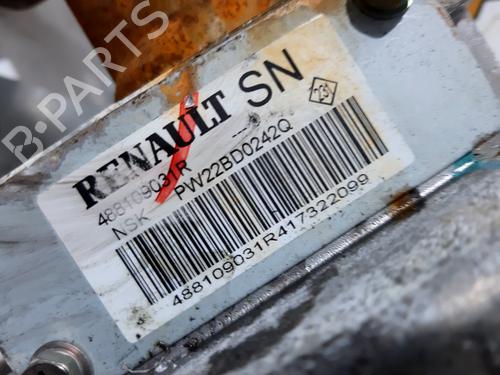 B-PARTS
RENAULT SN
488109031R
NSK PW22BD0242Q
488109031R417322099